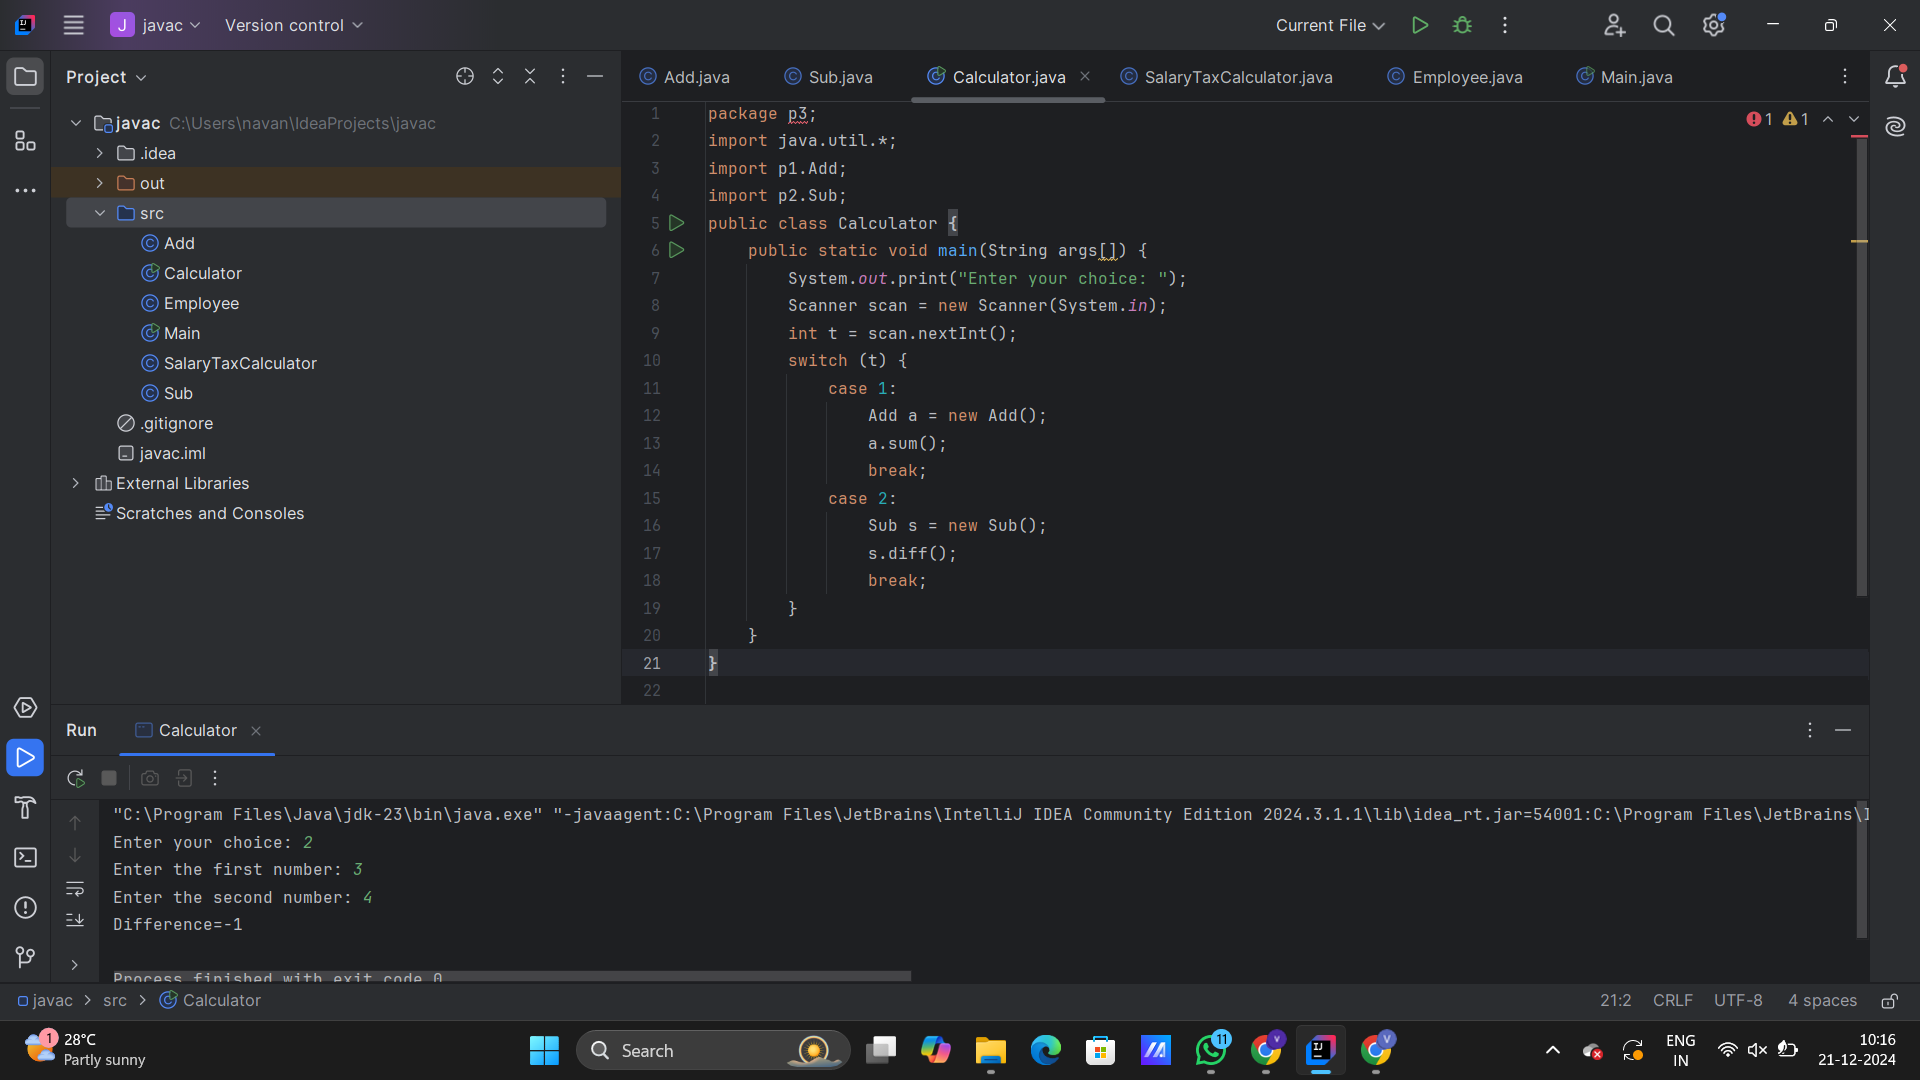 J javac Version control Current File
Project
javac C:\Users\navan\IdeaProjects\javac
.idea
out
src
Add
Calculator
Employee
Main
SalaryTaxCalculator
Sub
.gitignore
javac.iml
External Libraries
Scratches and Consoles
Add.java Sub.java Calculator.java SalaryTaxCalculator.java Employee.java Main.java
1 1
1 package p3;
2 import java.util.*;
3 import p1.Add;
4 import p2.Sub;
5 public class Calculator {
6 public static void main(String args[]) {
7 System.out.print("Enter your choice: ");
8 Scanner scan = new Scanner(System.in);
9 int t = scan.nextInt();
10 switch (t) {
11 case 1:
12 Add a = new Add();
13 a.sum();
14 break;
15 case 2:
16 Sub s = new Sub();
17 s.diff();
18 break;
19 }
20 }
21 }
22
Run Calculator
"C:\Program Files\Java\jdk-23\bin\java.exe" "-javaagent:C:\Program Files\JetBrains\IntelliJ IDEA Community Edition 2024.3.1.1\lib\idea_rt.jar=54001:C:\Program Files\JetBrains\I
Enter your choice: 2
Enter the first number: 3
Enter the second number: 4
Difference=-1
Process finished with exit code 0
javac > src > Calculator 21:2 CRLF UTF-8 4 spaces
1 28°C
Partly sunny
Search
11
V
V
ENG
IN
10:16
21-12-2024